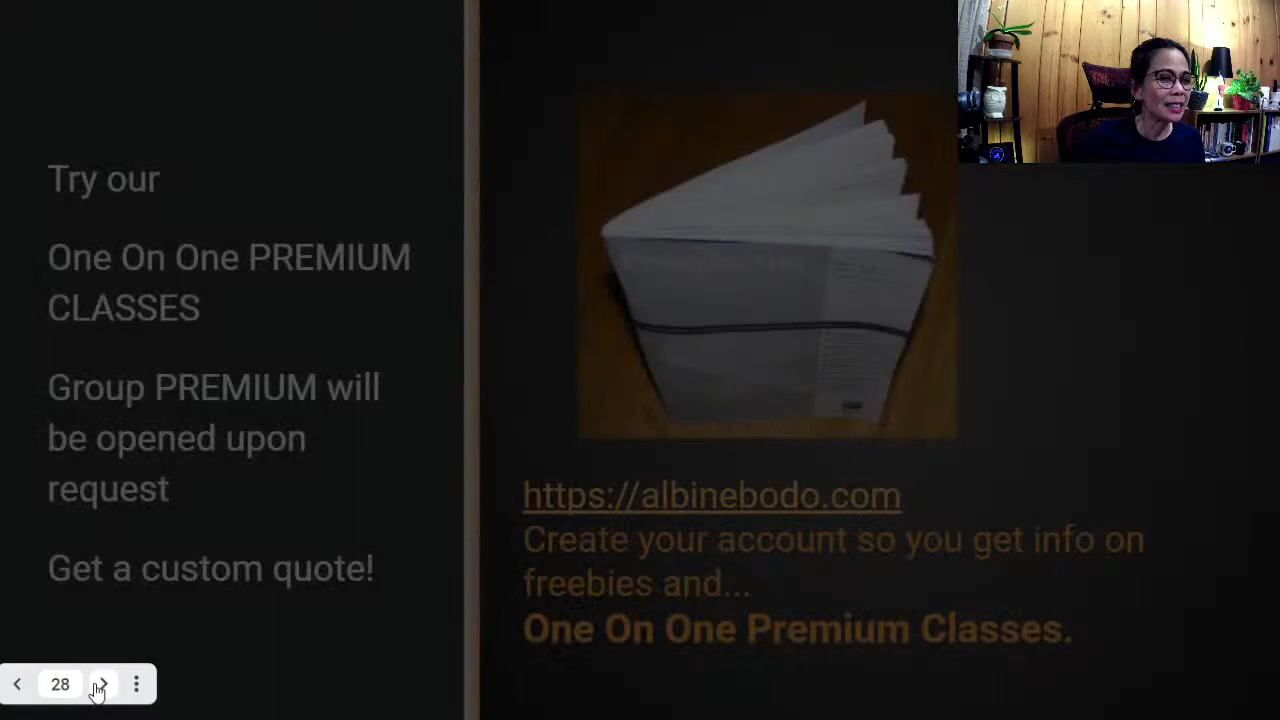 Try our
One On One PREMIUM
CLASSES
Group PREMIUM will
be opened upon
request
Get a custom quote!
https://albinebodo.com
Create your account so you get info on
freebies and...
One On One Premium Classes.
28